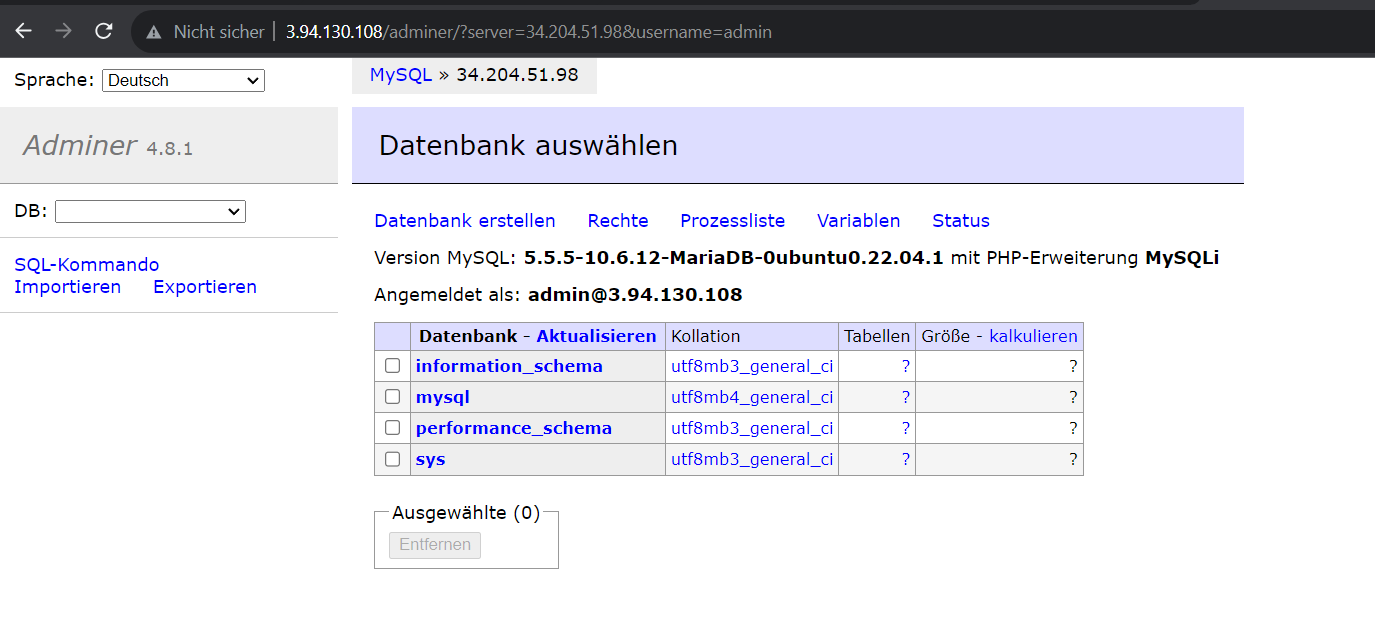 Nicht sicher | 3.94.130.108/adminer/?server=34.204.51.98&username=admin
Sprache: Deutsch
MySQL » 34.204.51.98
Adminer 4.8.1
Datenbank auswählen
DB:
SQL-Kommando
Importieren Exportieren
Datenbank erstellen Rechte Prozessliste Variablen Status
Version MySQL: 5.5.5-10.6.12-MariaDB-0ubuntu0.22.04.1 mit PHP-Erweiterung MySQLi
Angemeldet als: admin@3.94.130.108
Datenbank - Aktualisieren Kollation Tabellen Größe - kalkulieren
information_schema utf8mb3_general_ci ? ?
mysql utf8mb4_general_ci ? ?
performance_schema utf8mb3_general_ci ? ?
sys utf8mb3_general_ci ? ?
Ausgewählte (0)
Entfernen